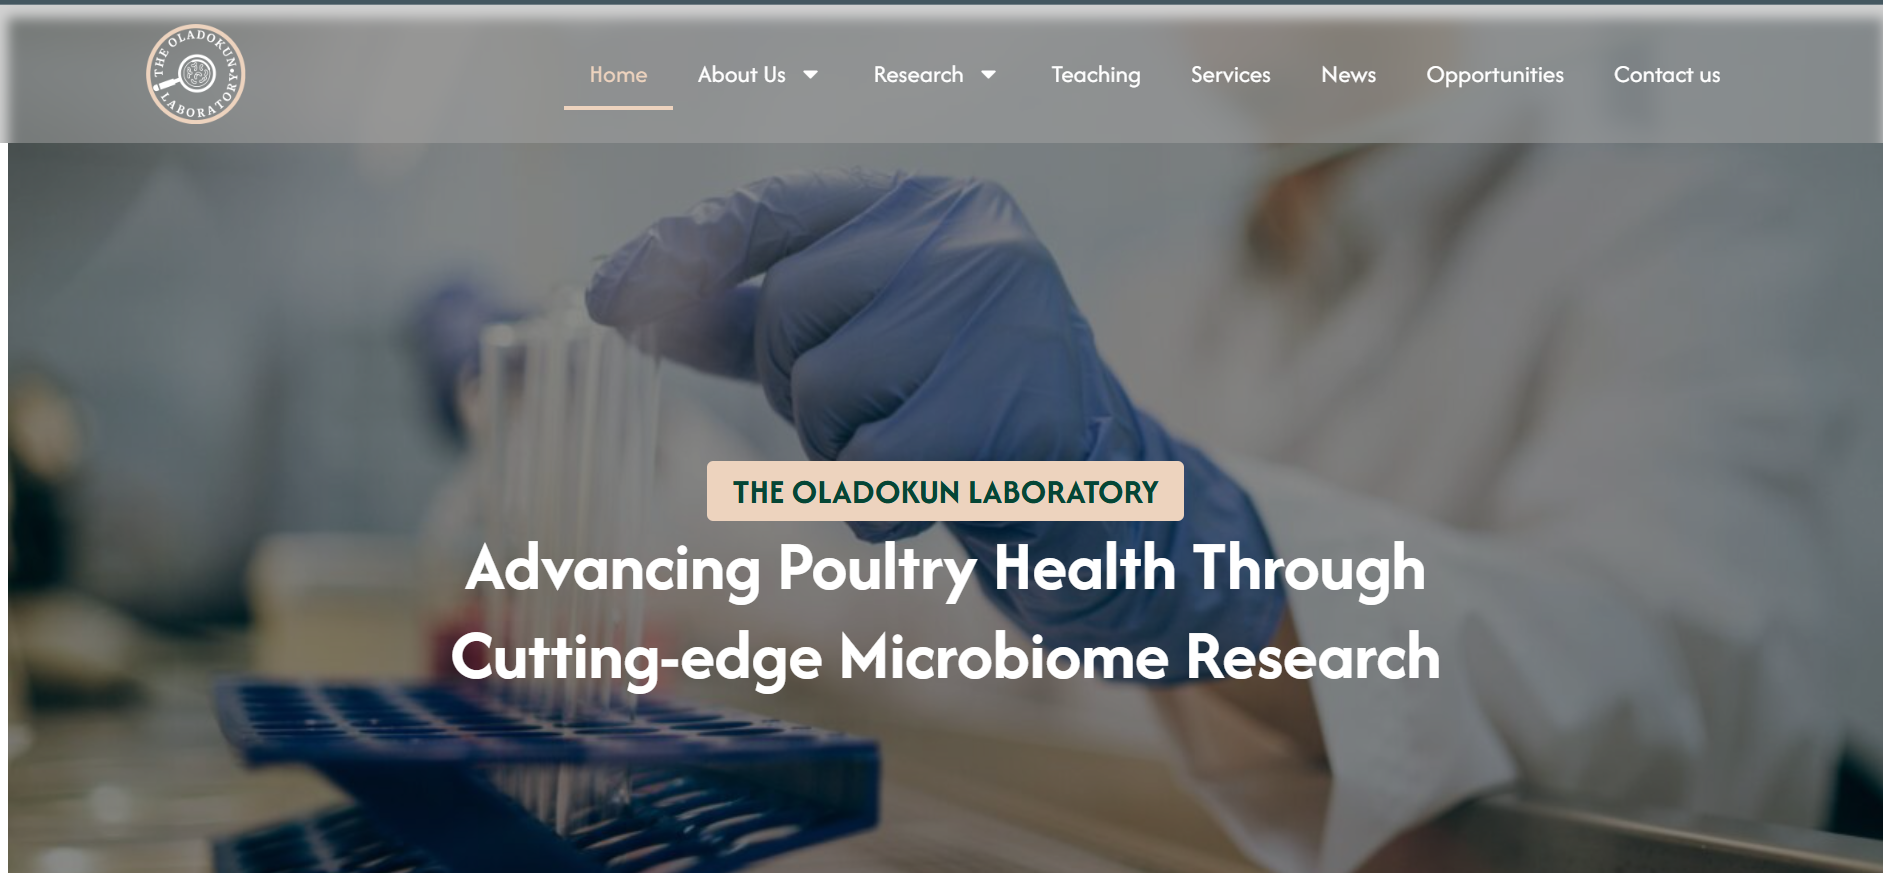 THE OLADOKUN LABORATORY
Home About Us Research Teaching Services News Opportunities Contact us
THE OLADOKUN LABORATORY
Advancing Poultry Health Through
Cutting-edge Microbiome Research